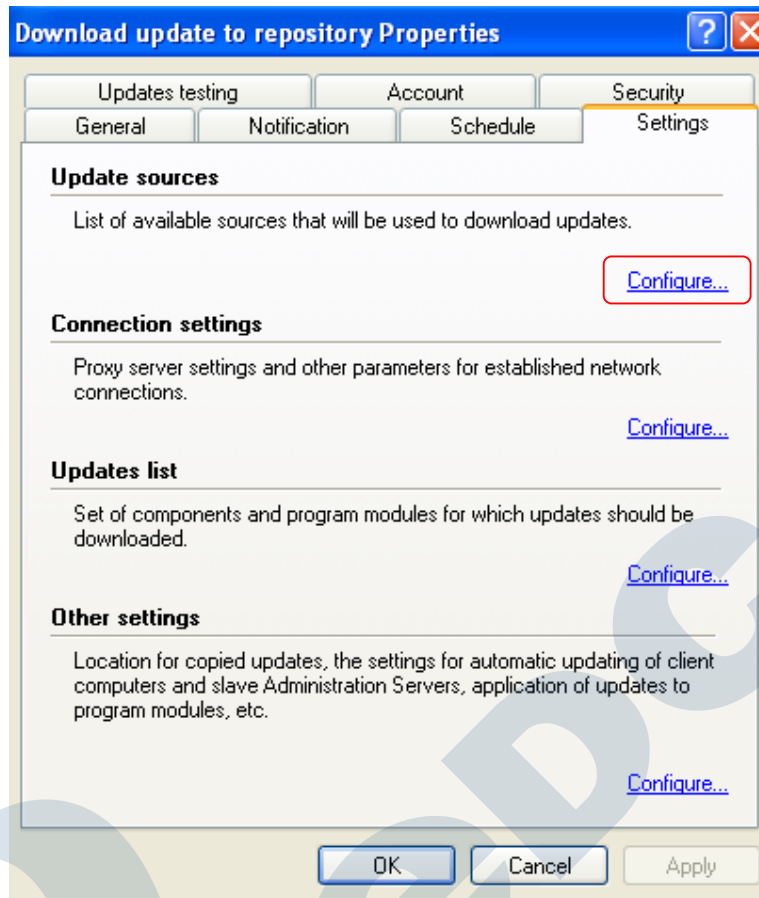 Download update to repository Properties
Updates testing Account Security
General Notification Schedule Settings
Update sources
List of available sources that will be used to download updates.
Configure...
Connection settings
Proxy server settings and other parameters for established network
connections.
Configure...
Updates list
Set of components and program modules for which updates should be
downloaded.
Configure...
Other settings
Location for copied updates, the settings for automatic updating of client
computers and slave Administration Servers, application of updates to
program modules, etc.
Configure...
OK Cancel Apply